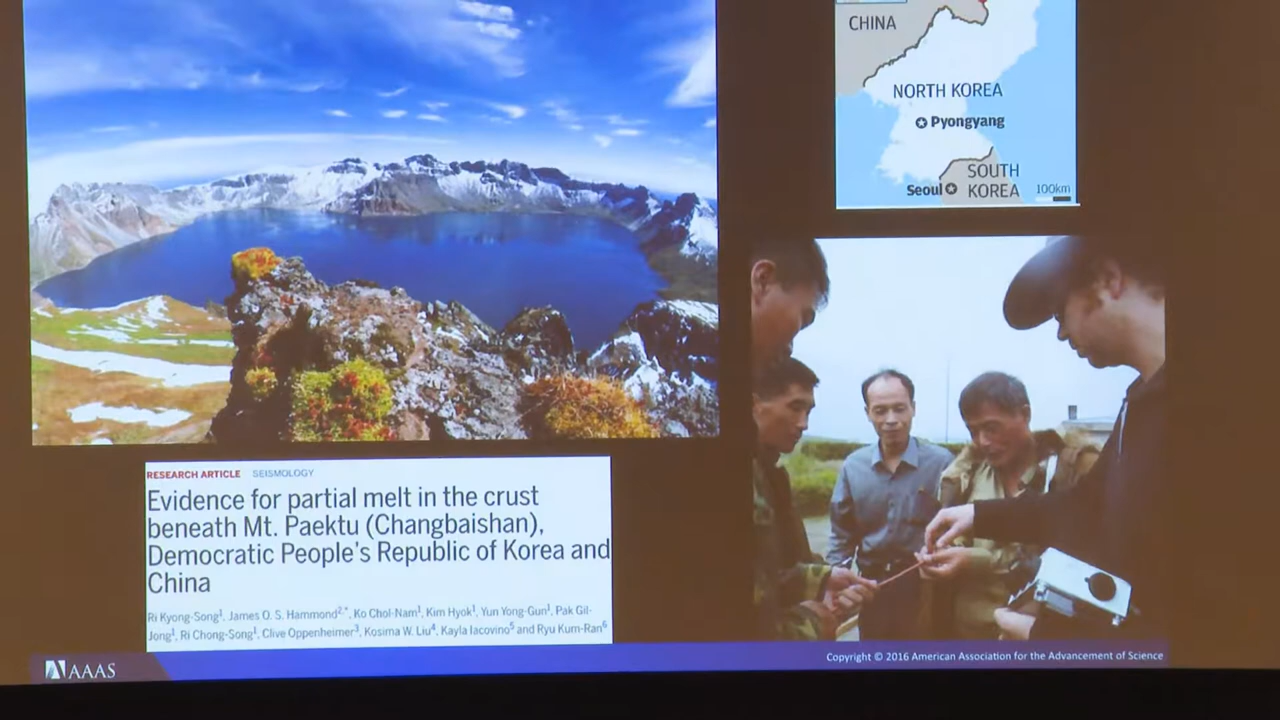 CHINA
NORTH KOREA
Pyongyang
SOUTH
Seoul KOREA 100km
RESEARCH ARTICLE SEISMOLOGY
Evidence for partial melt in the crust
beneath Mt. Paektu (Changbaishan),
Democratic People's Republic of Korea and
China
Ri Kyong-Song¹, James O. S. Hammond²,*, Ko Chol-Nam¹, Kim Hyok¹, Yun Yong-Gun¹, Pak Gil-
Jong¹, Ri Chong-Song¹, Clive Oppenheimer³, Kosima W. Liu⁴, Kayla Iacovino⁵ and Ryu Kum-Ran⁶
AAAS
Copyright © 2016 American Association for the Advancement of Science